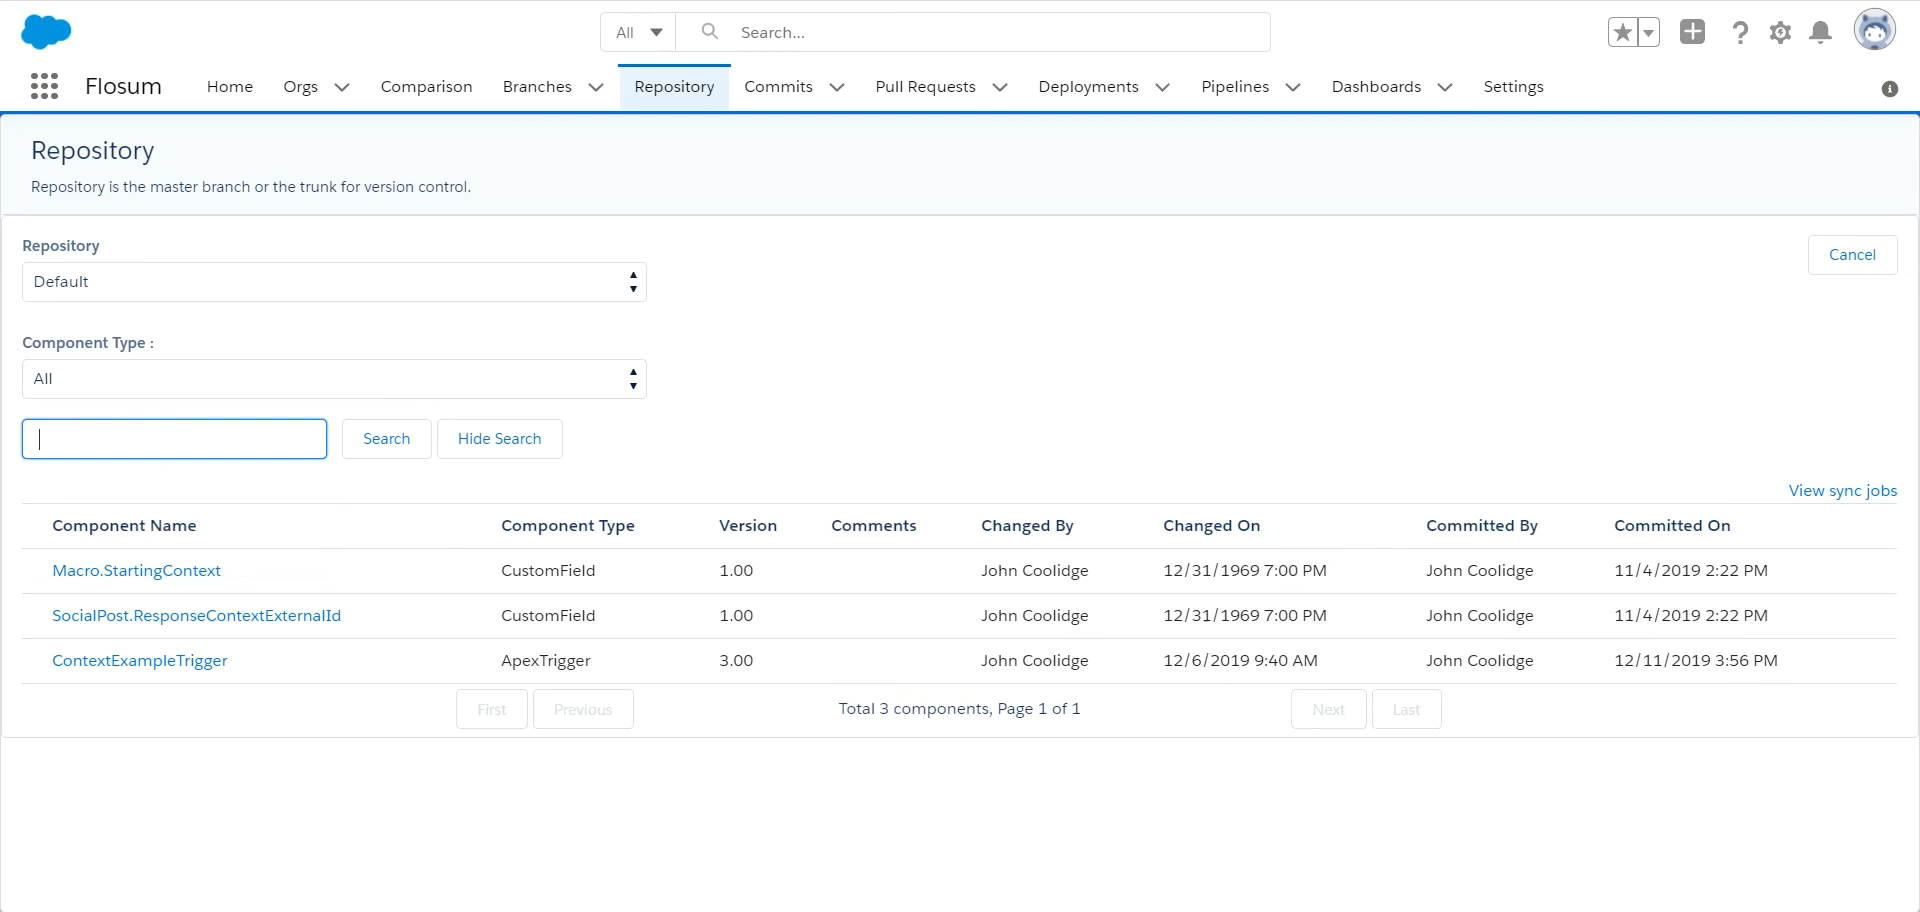 All Search...
Flosum Home Orgs Comparison Branches Repository Commits Pull Requests Deployments Pipelines Dashboards Settings
Repository
Repository is the master branch or the trunk for version control.
Repository
Cancel
Default
Component Type :
All
Search Hide Search
View sync jobs
Component Name Component Type Version Comments Changed By Changed On Committed By Committed On
Macro.StartingContext CustomField 1.00 John Coolidge 12/31/1969 7:00 PM John Coolidge 11/4/2019 2:22 PM
SocialPost.ResponseContextExternalId CustomField 1.00 John Coolidge 12/31/1969 7:00 PM John Coolidge 11/4/2019 2:22 PM
ContextExampleTrigger ApexTrigger 3.00 John Coolidge 12/6/2019 9:40 AM John Coolidge 12/11/2019 3:56 PM
First Previous Total 3 components, Page 1 of 1 Next Last